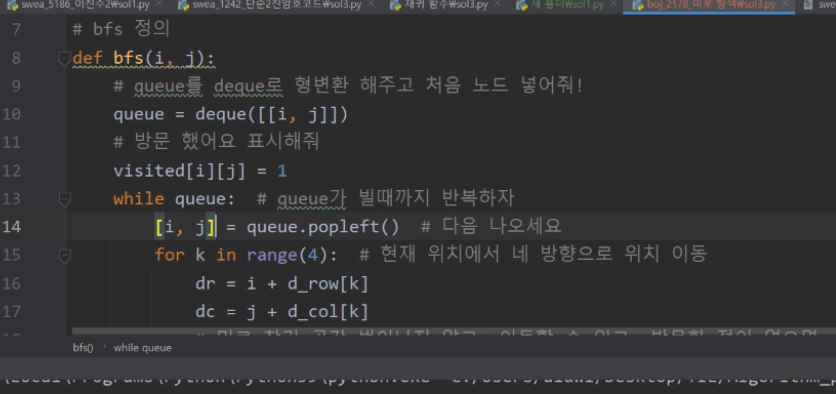 swea_5186_이진수2₩sol1.py swea_1242_단순2진암호코드₩sol3.py 재귀 함수₩sol3.py 새 폴더₩sol1.py boj_2178_미로 탐색₩sol3.py swe
7 # bfs 정의
8 def bfs(i, j):
9 # queue를 deque로 형변환 해주고 처음 노드 넣어줘!
10 queue = deque([[i, j]])
11 # 방문 했어요 표시해줘
12 visited[i][j] = 1
13 while queue: # queue가 빌때까지 반복하자
14 [i, j] = queue.popleft() # 다음 나오세요
15 for k in range(4): # 현재 위치에서 네 방향으로 위치 이동
16 dr = i + d_row[k]
17 dc = j + d_col[k]
bfs() › while queue